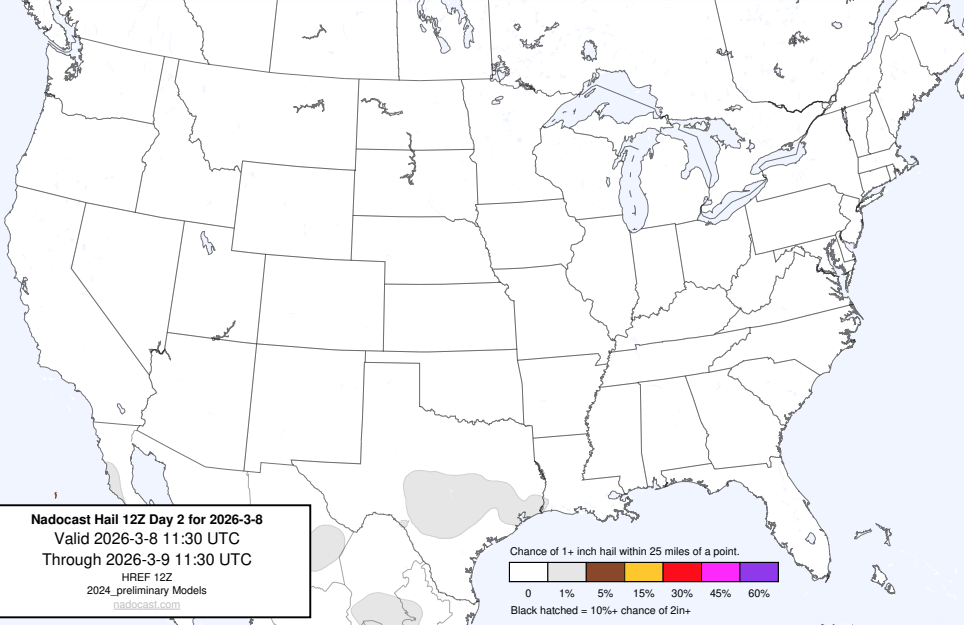 Nadocast Hail 12Z Day 2 for 2026-3-8
Valid 2026-3-8 11:30 UTC
Through 2026-3-9 11:30 UTC
HREF 12Z
2024_preliminary Models
nadocast.com
Chance of 1+ inch hail within 25 miles of a point.
0 1% 5% 15% 30% 45% 60%
Black hatched = 10%+ chance of 2in+